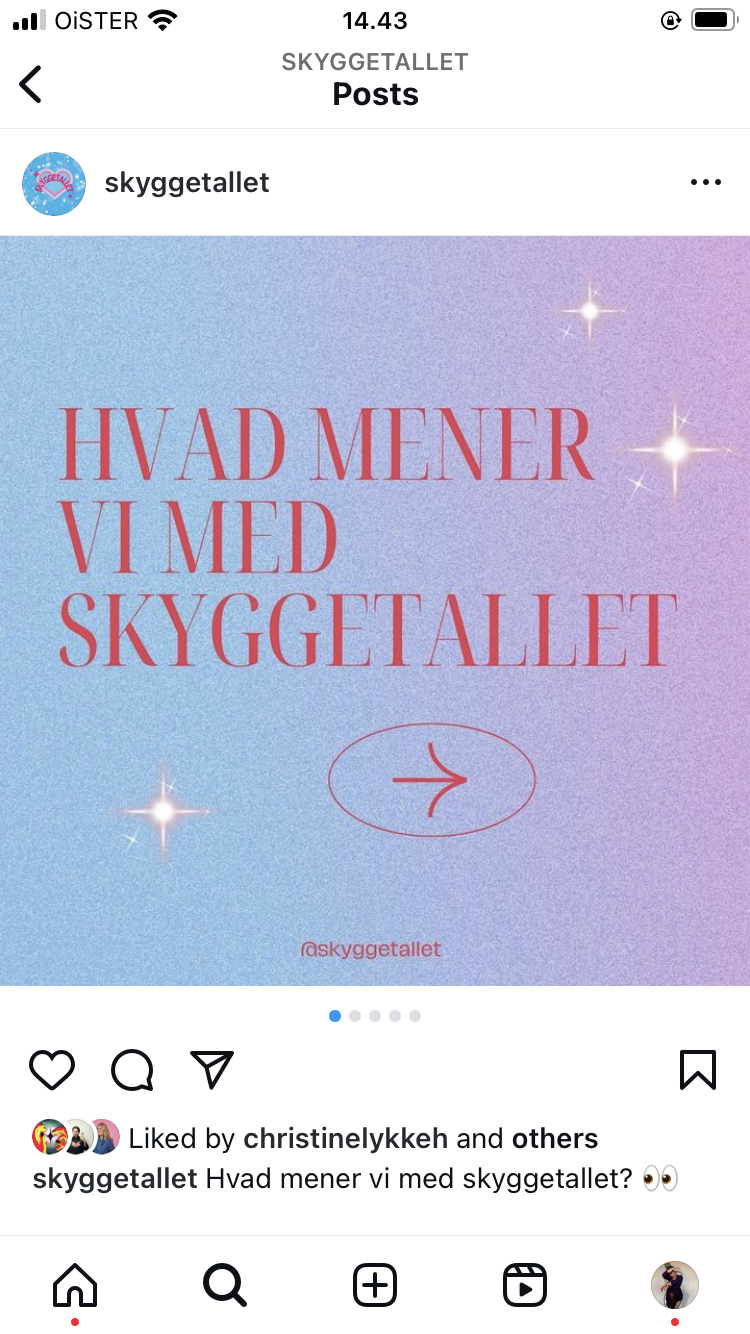 OiSTER 14.43
SKYGGETALLET
Posts
SKYGGETALLET
skyggetallet
HVAD MENER
VI MED
SKYGGETALLET
@skyggetallet
Liked by christinelykkeh and others
skyggetallet Hvad mener vi med skyggetallet? 👀